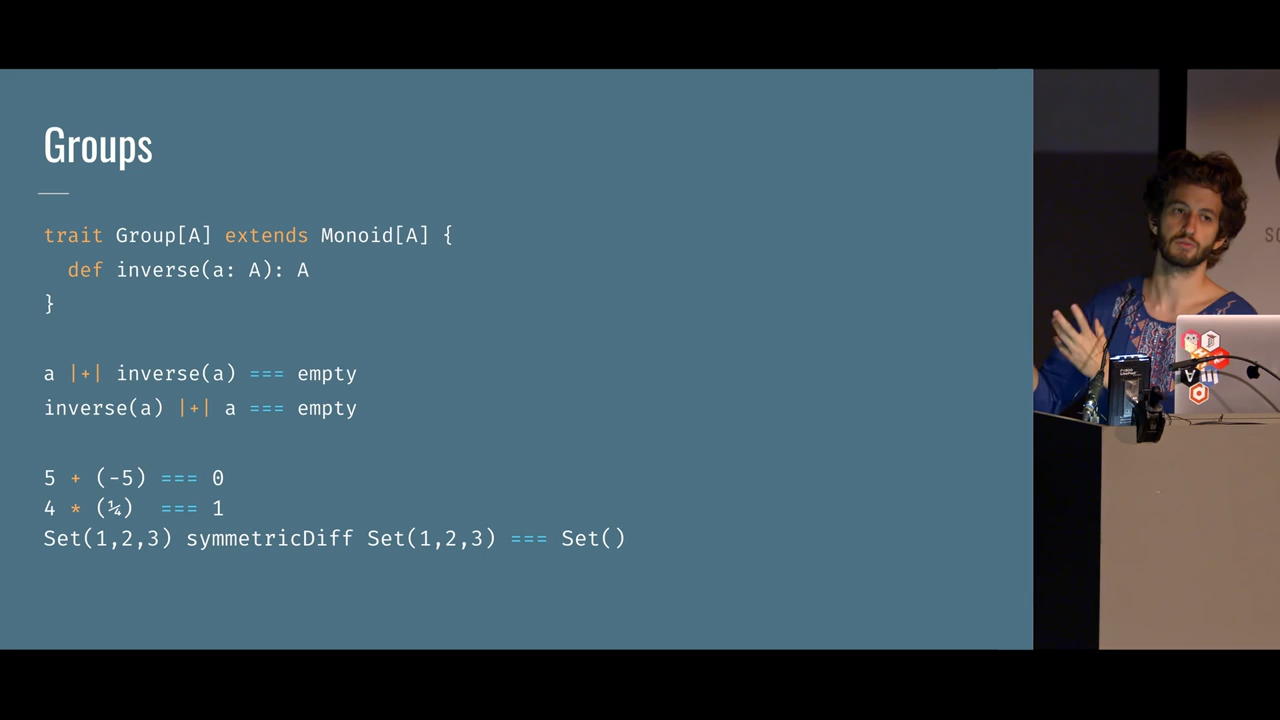 Groups
trait Group[A] extends Monoid[A] {
  def inverse(a: A): A
}
a |+| inverse(a) === empty
inverse(a) |+| a === empty
5 + (-5) === 0
4 * (¼)  === 1
Set(1,2,3) symmetricDiff Set(1,2,3) === Set()
SC